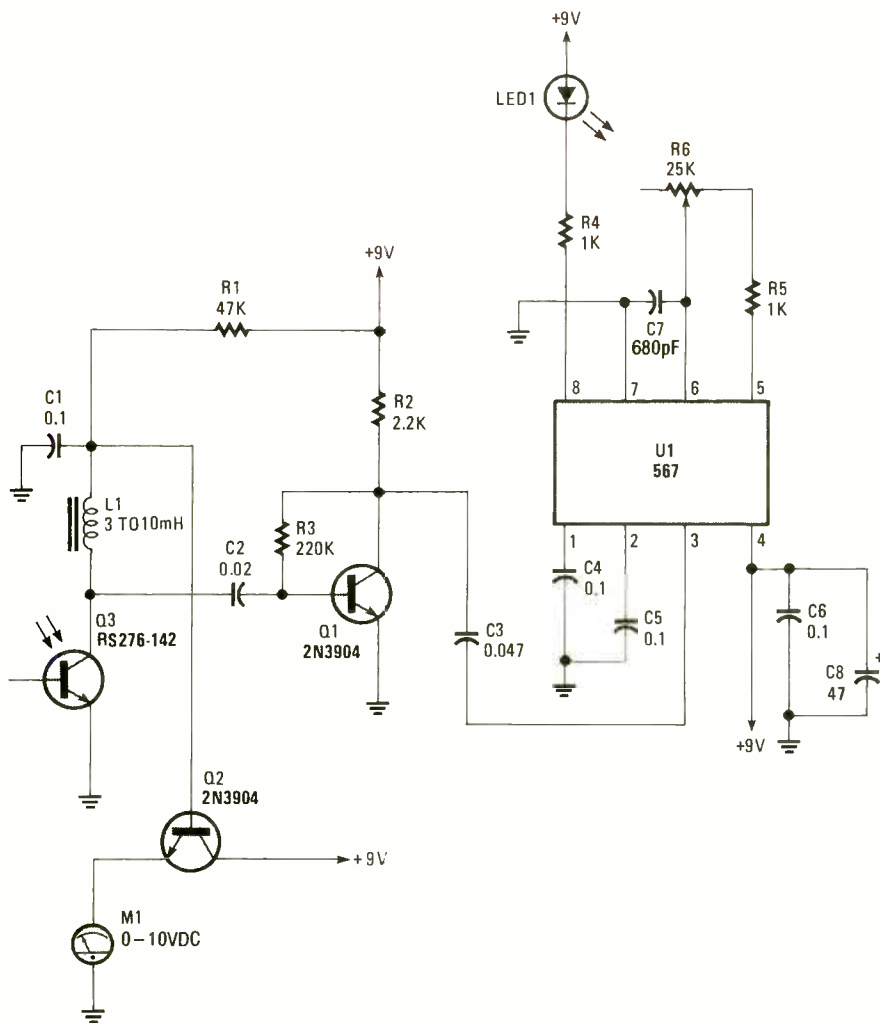 +9V
LED1
R6
25K
R4
1K
R5
1K
+9V
R1
47K
C7
680pF
R2
2.2K
8
7
6
5
C1
0.1
U1
567
L1
3 TO 10mH
R3
220K
C2
0.02
1
2
3
4
C4
0.1
Q3
RS276-142
Q1
2N3904
C3
0.047
C5
0.1
C6
0.1
C8
47
+
+9V
Q2
2N3904
+9V
M1
0-10VDC